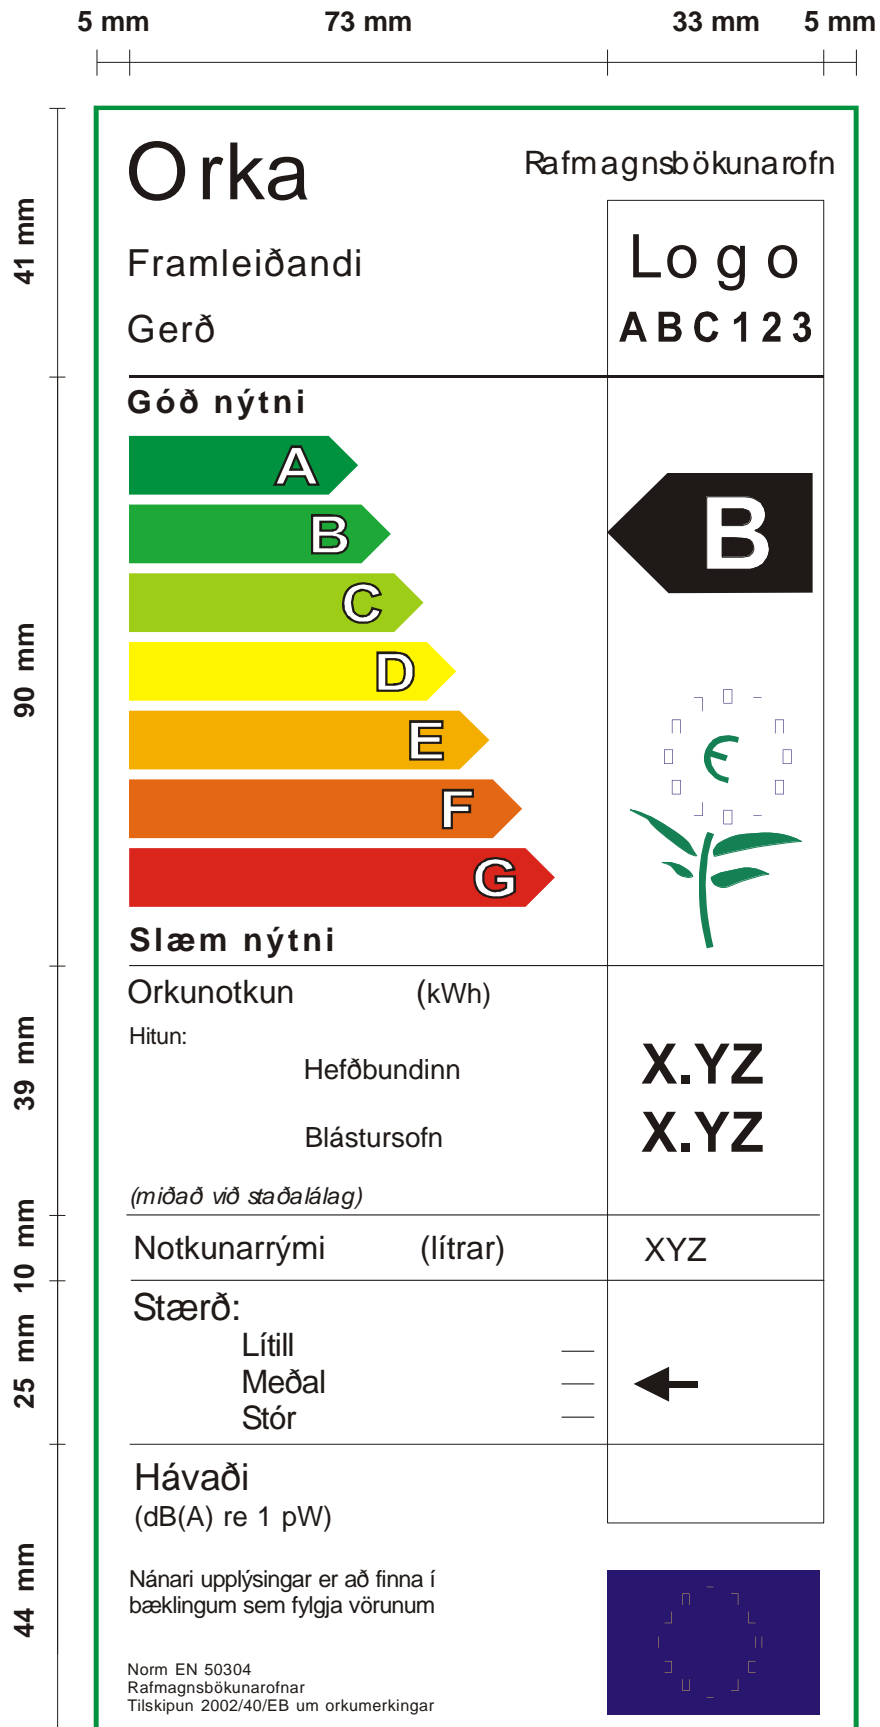 5 mm 73 mm 33 mm 5 mm
41 mm
90 mm
39 mm
10 mm
25 mm
44 mm
Orka
Rafmagnsbökunarofn
Framleiðandi
Logo
Gerð
ABC123
Góð nýtni
A
B
B
C
D
E
F
G
Slæm nýtni
Orkunotkun (kWh)
Hitun:
Hefðbundinn X.YZ
Blástursofn X.YZ
(miðað við staðalálag)
Notkunarrými (lítrar) XYZ
Stærð:
Lítill —
Meðal —
Stór —
Hávaði
(dB(A) re 1 pW)
Nánari upplýsingar er að finna í
bæklingum sem fylgja vörunum
Norm EN 50304
Rafmagnsbökunarofnar
Tilskipun 2002/40/EB um orkumerkingar